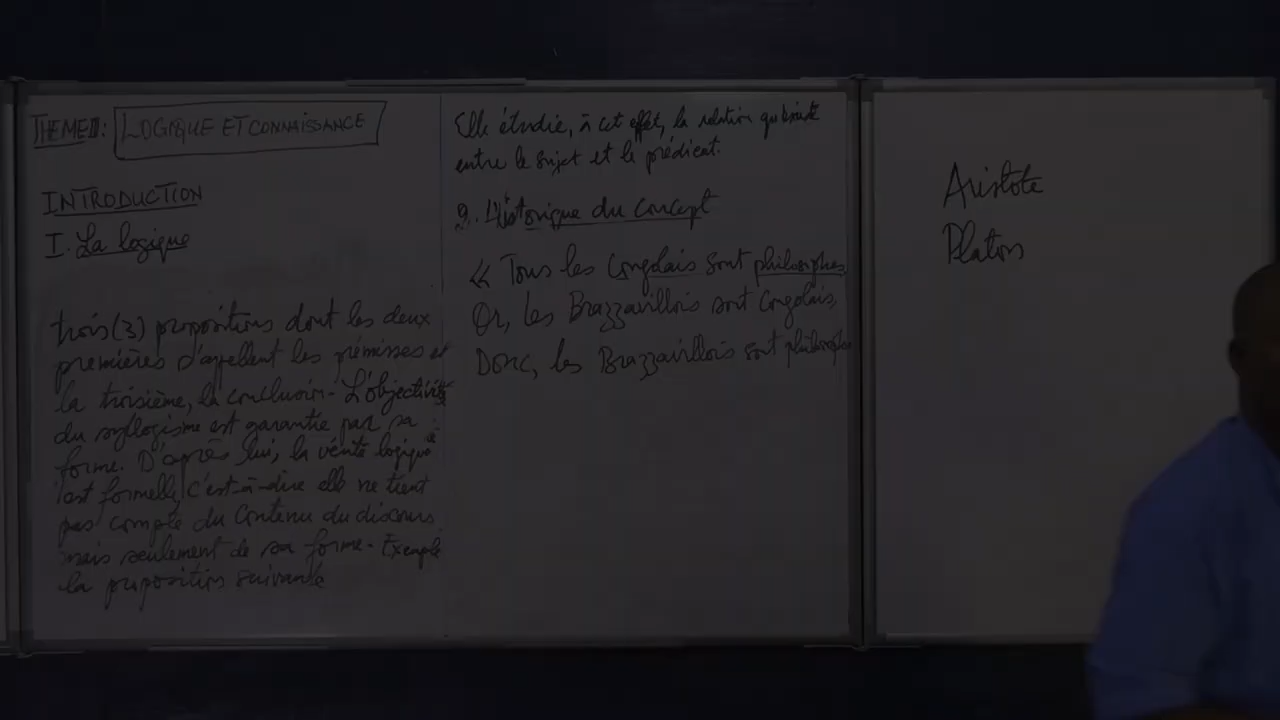 THEME II: LOGIQUE ET CONNAISSANCE
INTRODUCTION
I. La logique
trois (3) propositions dont les deux
premières s'appellent les prémisses et
la troisième, la conclusion. L'objectivité
du syllogisme est garantie par sa
forme. D'après lui, la vérité logique
est formelle, c'est-à-dire elle ne tient
pas compte du contenu du discours
mais seulement de sa forme. Exemple
la proposition suivante
Elle étudie, à cet effet, la relation qui existe
entre le sujet et le prédicat.
2. L'Historique du concept
« Tous les Congolais sont philosophes,
Or, les Brazzavillois sont Congolais,
Donc, les Brazzavillois sont philosophes
Aristote
Platon